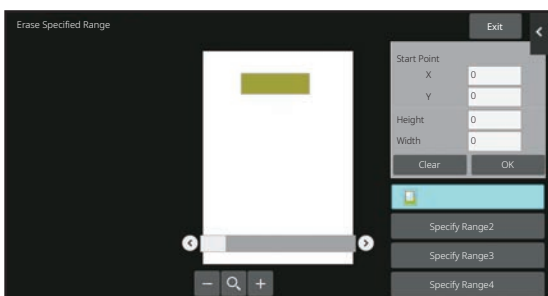 Erase Specified Range
Exit
Start Point
X 0
Y 0
Height 0
Width 0
Clear OK
Specify Range2
Specify Range3
Specify Range4